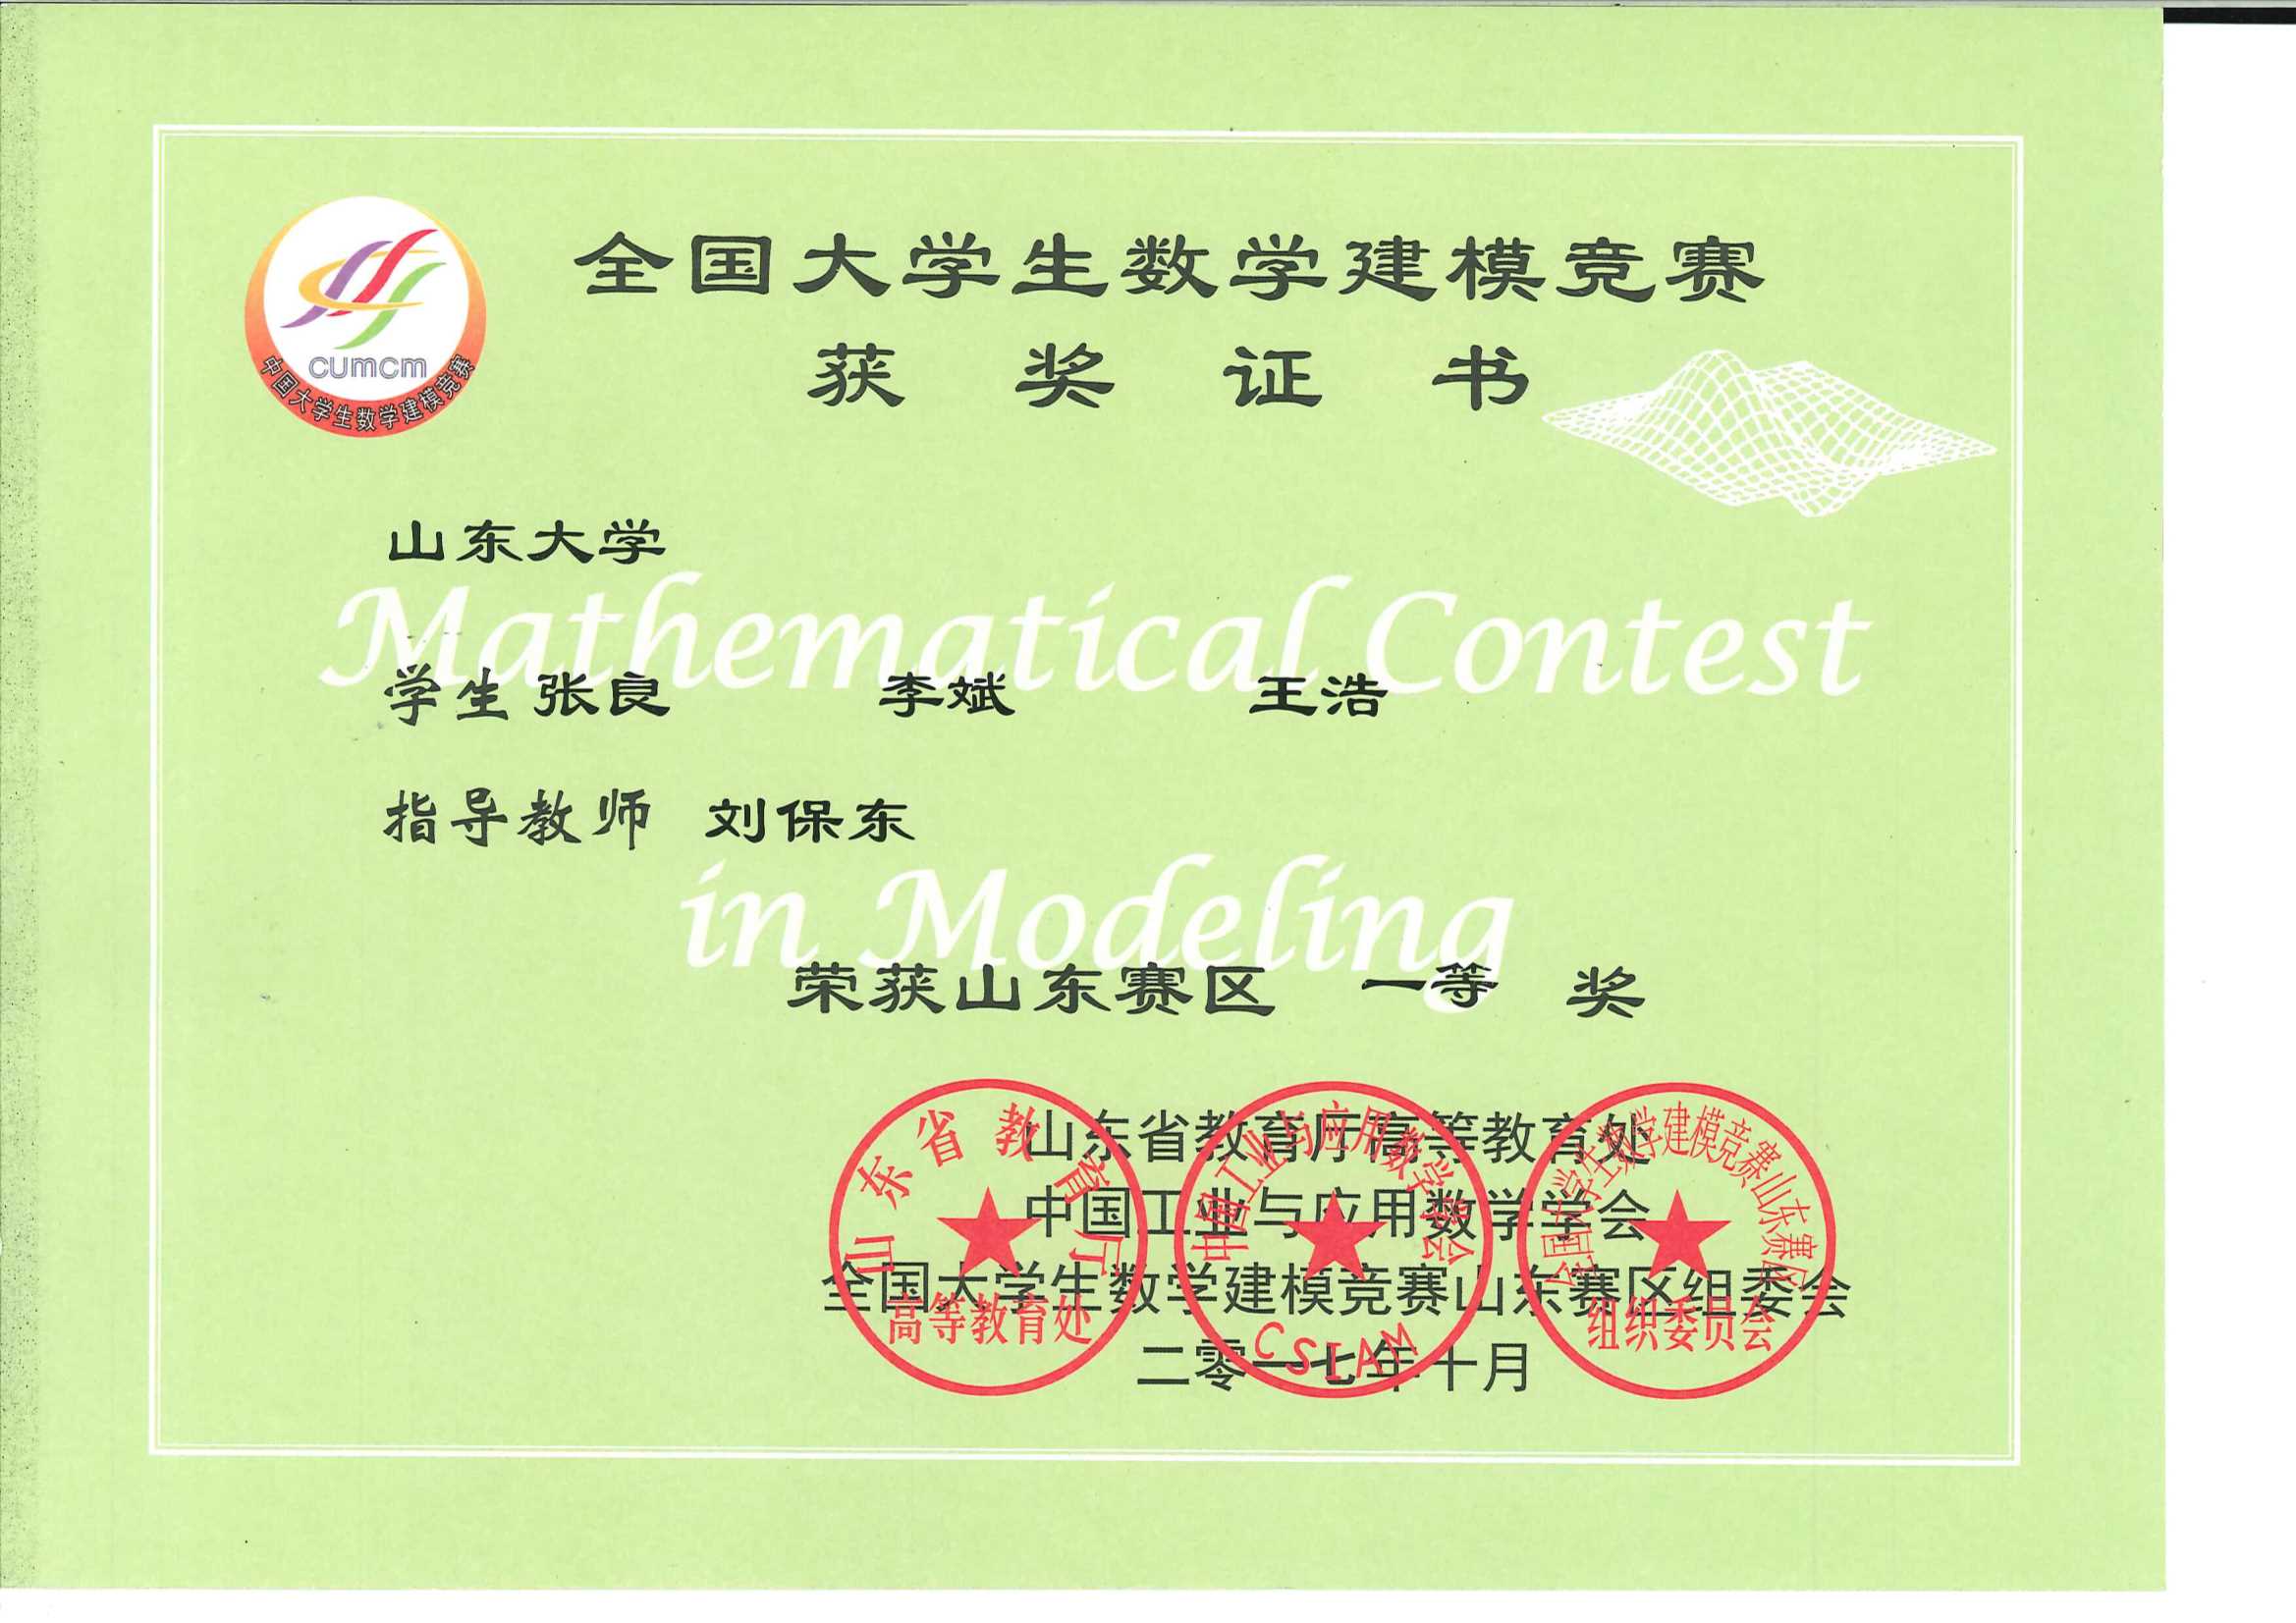 全国大学生数学建模竞赛
获奖证书
CUMCM
中国大学生数学建模竞赛
山东大学
Mathematical Contest
学生 张良 李斌 王浩
指导教师 刘保东
in Modeling
荣获山东赛区 一等 奖
山东省教育厅高等教育处
中国工业与应用数学学会
全国大学生数学建模竞赛山东赛区组委会
二零一七年十月
山东省教育厅
高等教育处
中国工业与应用数学学会
CSIAM
全国大学生数学建模竞赛山东赛区
组织委员会